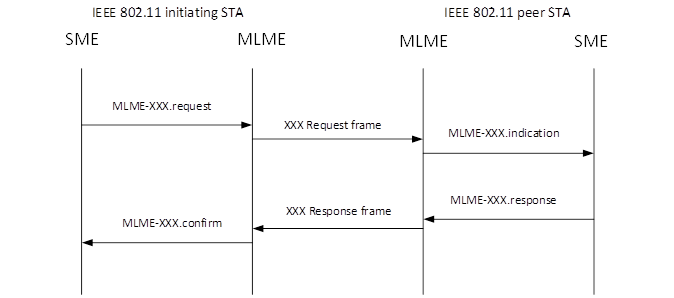 IEEE 802.11 initiating STA
IEEE 802.11 peer STA
SME
MLME
MLME
SME
MLME-XXX.request
XXX Request frame
MLME-XXX.indication
MLME-XXX.response
XXX Response frame
MLME-XXX.confirm